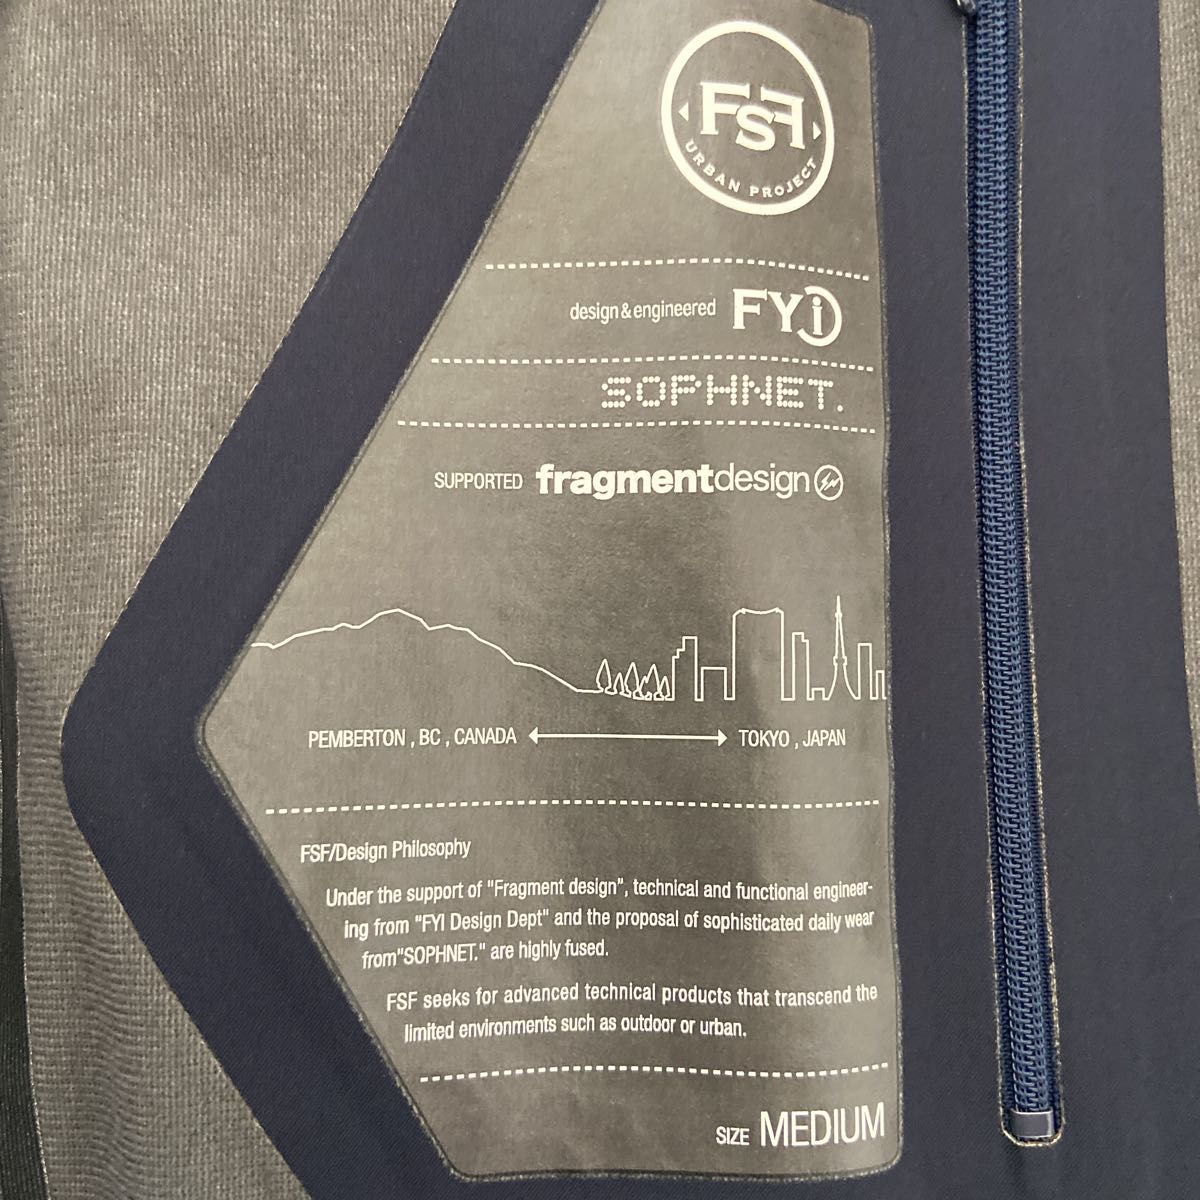 FSF
URBAN PROJECT
design & engineered FYi
SOPHNET.
SUPPORTED fragmentdesign
PEMBERTON , BC , CANADA
TOKYO , JAPAN
FSF/Design Philosophy
Under the support of "Fragment design", technical and functional engineer-
ing from "FYI Design Dept" and the proposal of sophisticated daily wear
from"SOPHNET." are highly fused.
FSF seeks for advanced technical products that transcend the
limited environments such as outdoor or urban.
SIZE MEDIUM